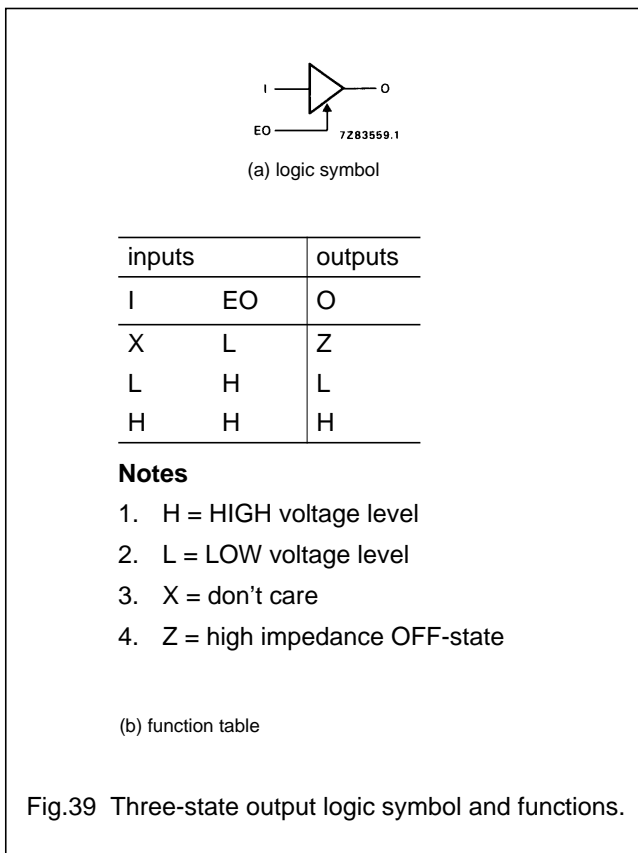 I O
EO 7Z83559.1
(a) logic symbol
inputs outputs
I EO O
X L Z
L H L
H H H
Notes
1. H = HIGH voltage level
2. L = LOW voltage level
3. X = don't care
4. Z = high impedance OFF-state
(b) function table
Fig.39 Three-state output logic symbol and functions.